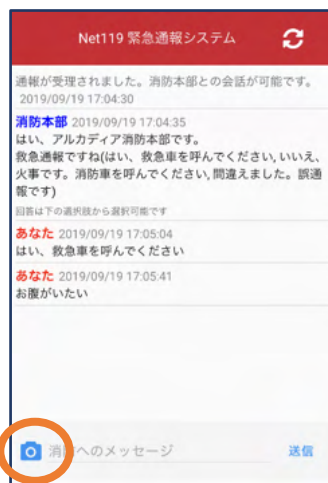 Net119 緊急通報システム
通報が受理されました。消防本部との会話が可能です。
2019/09/19 17:04:30
消防本部 2019/09/19 17:04:35
はい、アルカディア消防本部です。
救急通報ですね(はい、救急車を呼んでください,いいえ、
火事です。消防車を呼んでください,間違えました。誤通
報です)
回答は下の選択肢から選択可能です
あなた 2019/09/19 17:05:04
はい、救急車を呼んでください
あなた 2019/09/19 17:05:41
お腹がいたい
消防へのメッセージ
送信